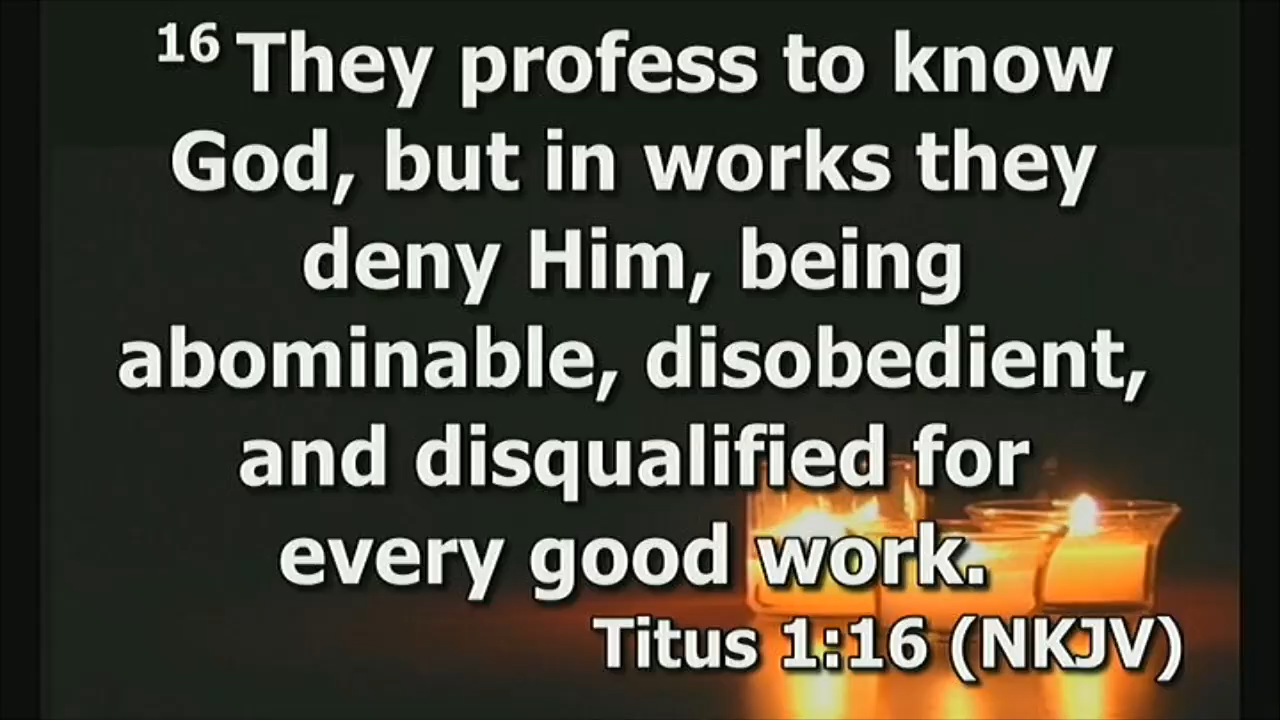 16 They profess to know
God, but in works they
deny Him, being
abominable, disobedient,
and disqualified for
every good work.
Titus 1:16 (NKJV)